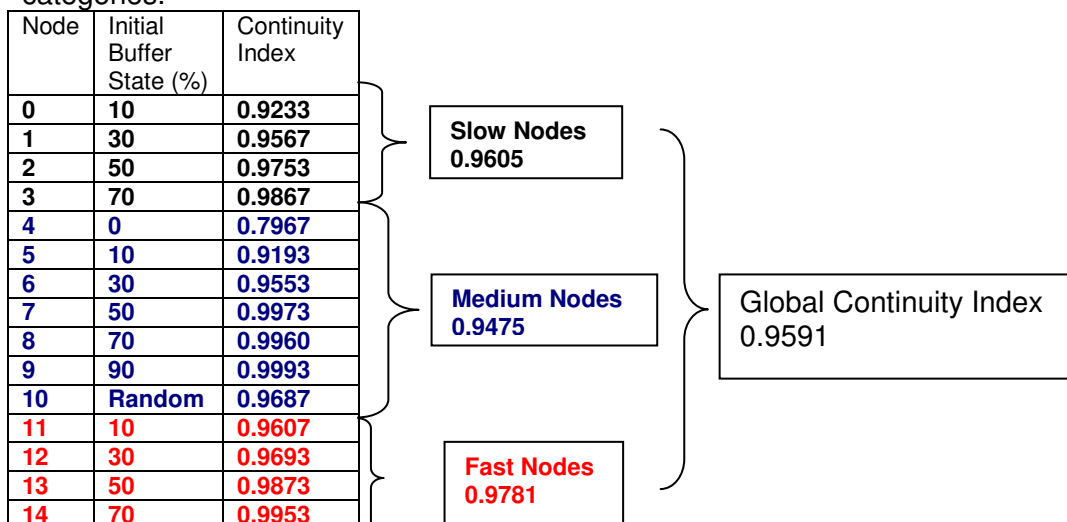 categories.
Node Initial Buffer State (%) Continuity Index
0 10 0.9233
1 30 0.9567
2 50 0.9753
3 70 0.9867
4 0 0.7967
5 10 0.9193
6 30 0.9553
7 50 0.9973
8 70 0.9960
9 90 0.9993
10 Random 0.9687
11 10 0.9607
12 30 0.9693
13 50 0.9873
14 70 0.9953
Slow Nodes
0.9605
Medium Nodes
0.9475
Fast Nodes
0.9781
Global Continuity Index
0.9591